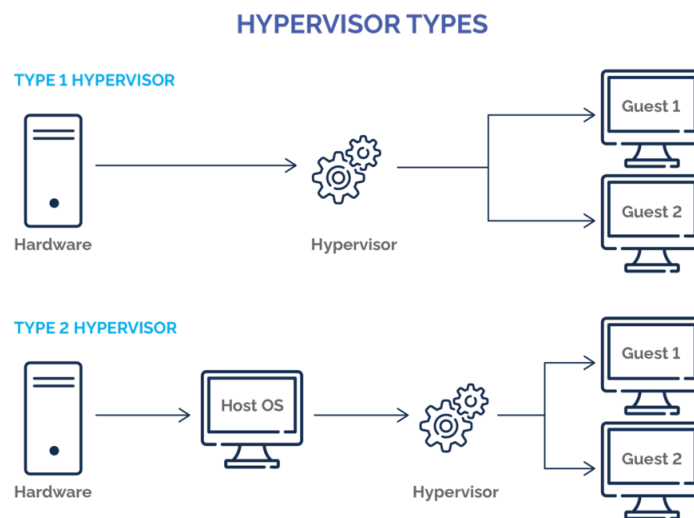 HYPERVISOR TYPES
TYPE 1 HYPERVISOR
Guest 1
Guest 2
Hardware
Hypervisor
TYPE 2 HYPERVISOR
Guest 1
Host OS
Guest 2
Hardware
Hypervisor